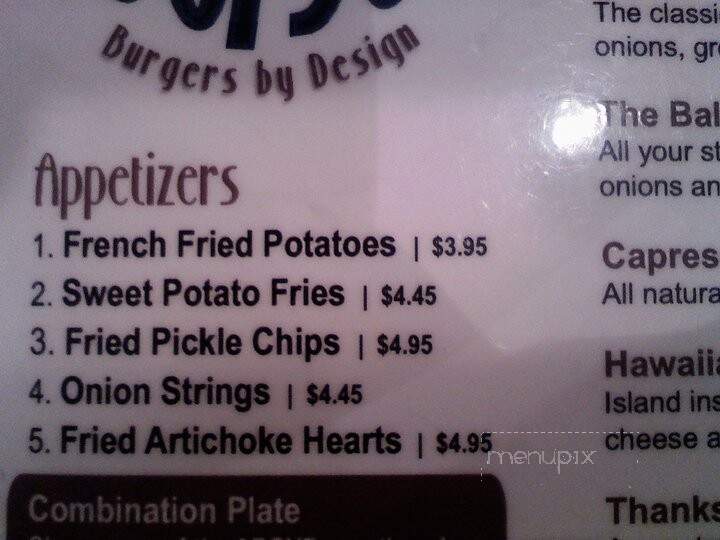 Burgers by Design
Appetizers
1. French Fried Potatoes | $3.95
2. Sweet Potato Fries | $4.45
3. Fried Pickle Chips | $4.95
4. Onion Strings | $4.45
5. Fried Artichoke Hearts | $4.95
Combination Plate
The classi
onions, gr
The Bal
All your st
onions an
Capres
All natura
Hawaiia
Island ins
cheese a
Thanks
menupix